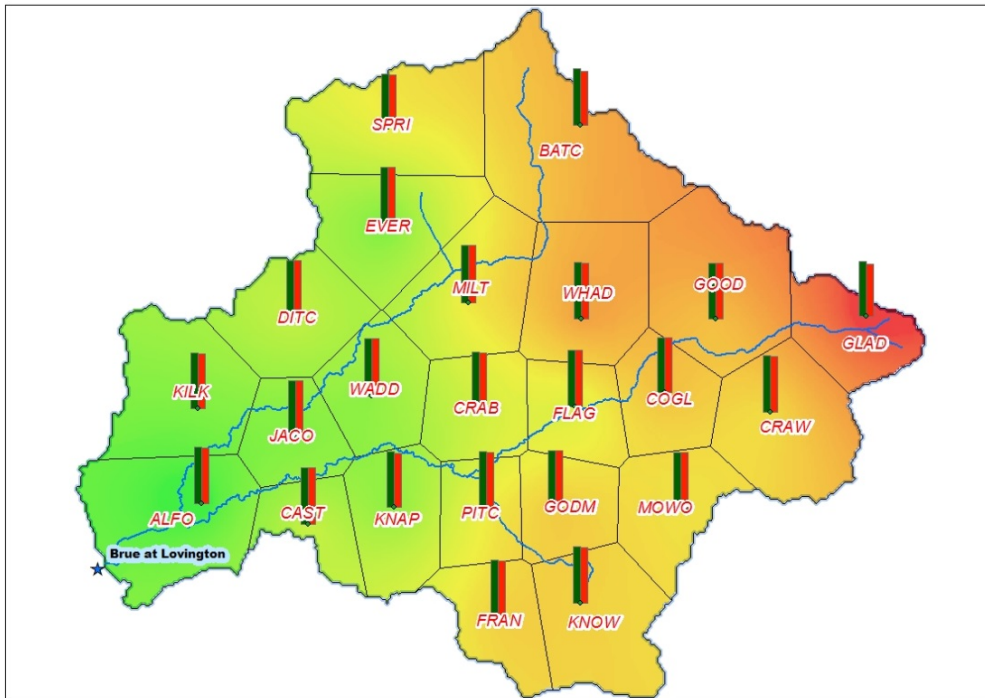 SPRI
BATC
EVER
MILT
WHAD
GOOD
DITC
GLAD
KILK
WADD
CRAB
FLAG
COGL
CRAW
JACO
ALFO
CAST
KNAP
PITC
GODM
MOWO
Brue at Lovington
FRAN
KNOW